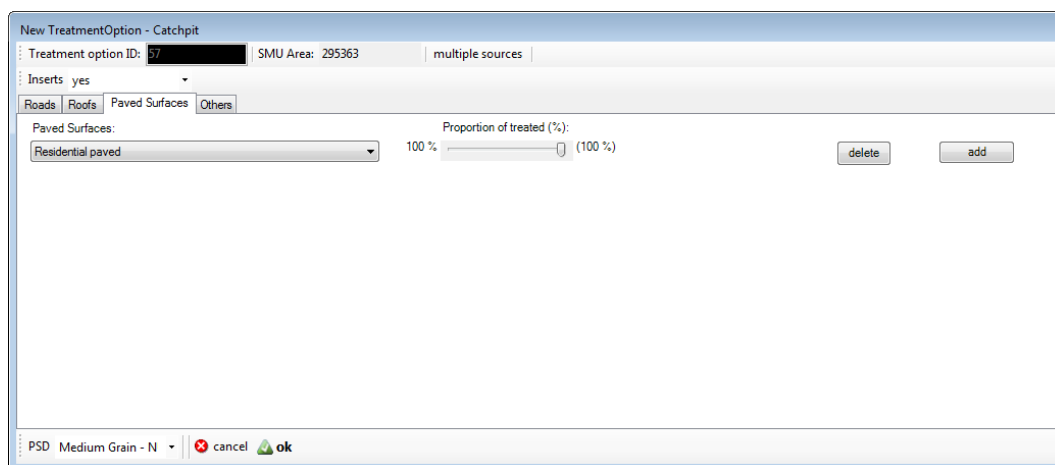 New TreatmentOption - Catchpit
Treatment option ID: 57 SMU Area: 295363 multiple sources
Inserts yes
Roads Roofs Paved Surfaces Others
Paved Surfaces: Proportion of treated (%):
Residential paved 100 % (100 %) delete add
PSD Medium Grain - N cancel ok